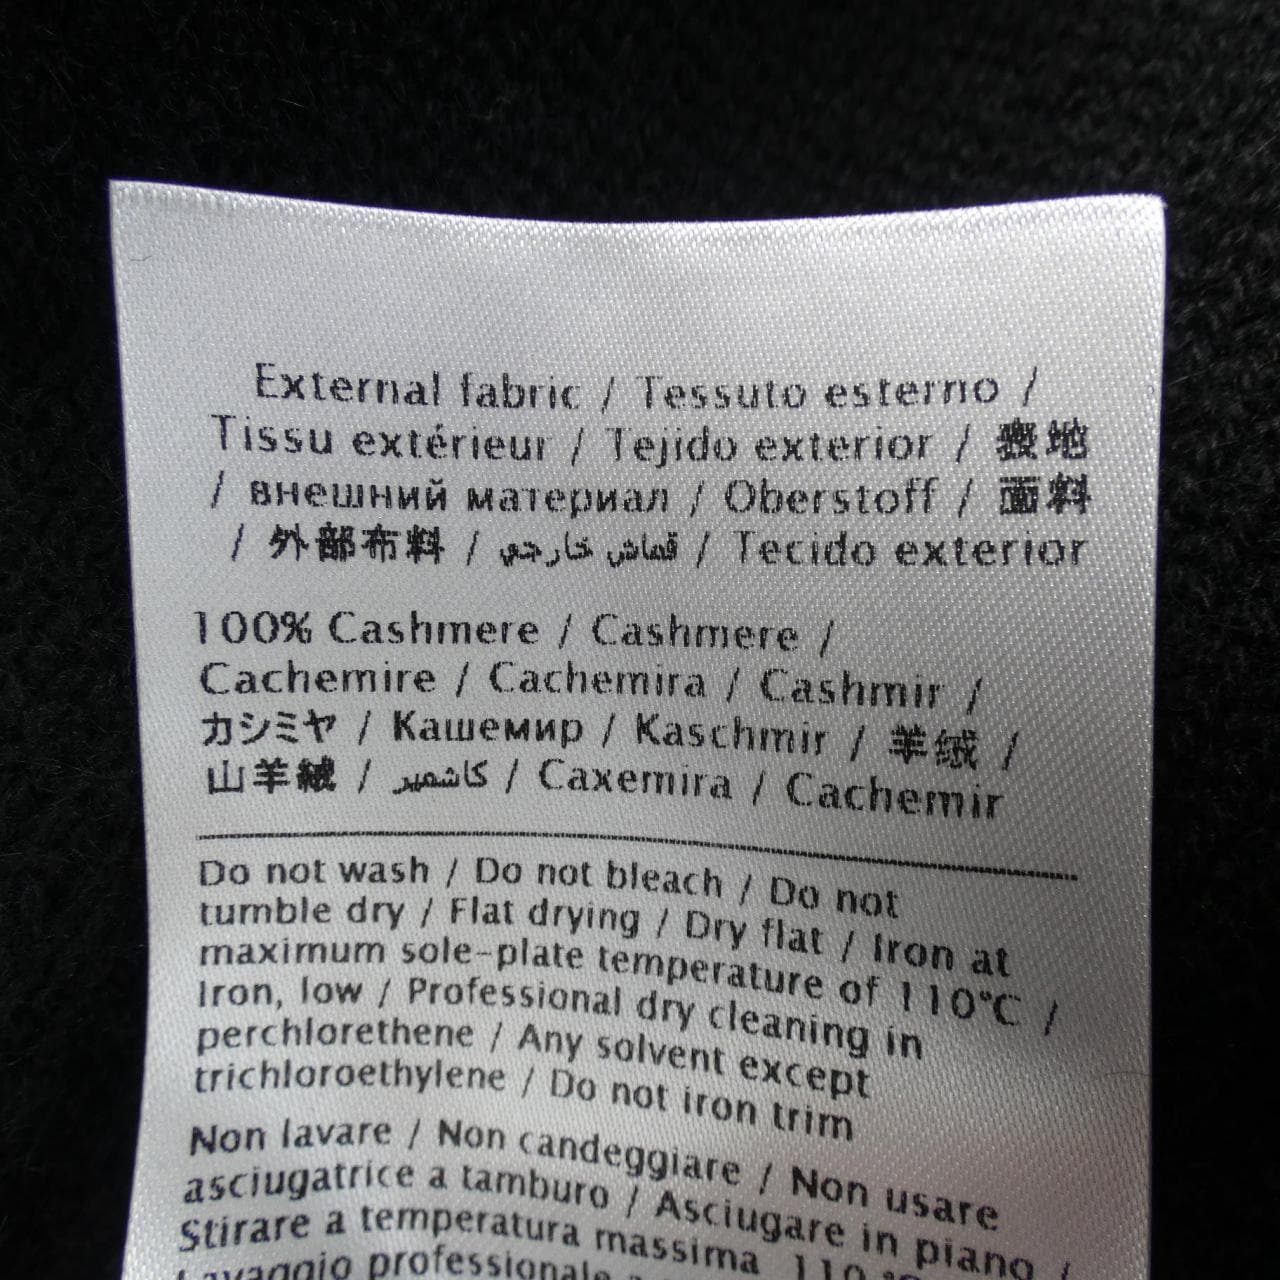 External fabric / Tessuto esterno /
Tissu extérieur / Tejido exterior / 表地
/ внешний материал / Oberstoff / 面料
/ 外部布料 / قماش خارجي / Tecido exterior
100% Cashmere / Cashmere /
Cachemire / Cachemira / Cashmir /
カシミヤ / Кашемир / Kaschmir / 羊绒 /
山羊絨 / كاشمير / Caxemira / Cachemir
Do not wash / Do not bleach / Do not
tumble dry / Flat drying / Dry flat / Iron at
maximum sole-plate temperature of 110°C /
Iron, low / Professional dry cleaning in
perchlorethene / Any solvent except
trichloroethylene / Do not iron trim
Non lavare / Non candeggiare / Non usare
asciugatrice a tamburo / Asciugare in piano /
Stirare a temperatura massima 110
Lavaggio professionale